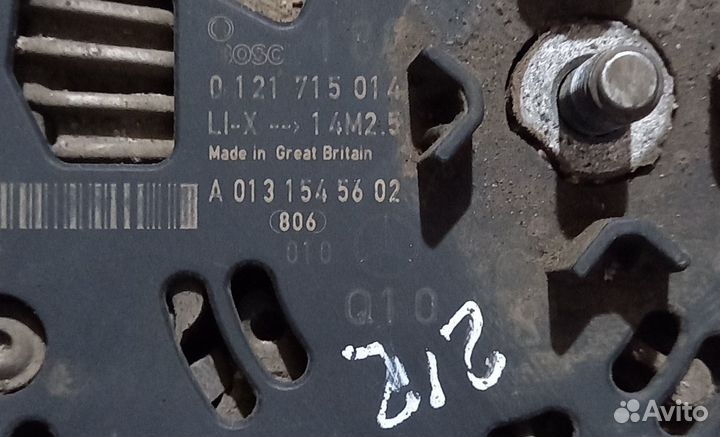 BOSC
0 121 715 014
LI-X --> 14M2.5
Made in Great Britain
A 013 154 56 02
806
010
Q10
212
Avito